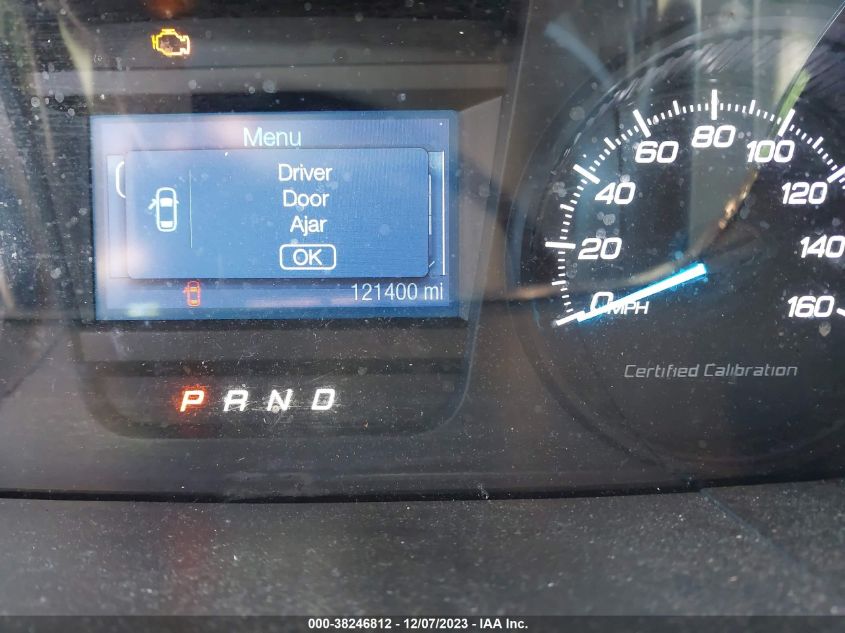 Menu
Driver
Door
Ajar
OK
121400 mi
P R N D
0 20 40 60 80 100 120 140 160
MPH
Certified Calibration
000-38246812 - 12/07/2023 - IAA Inc.